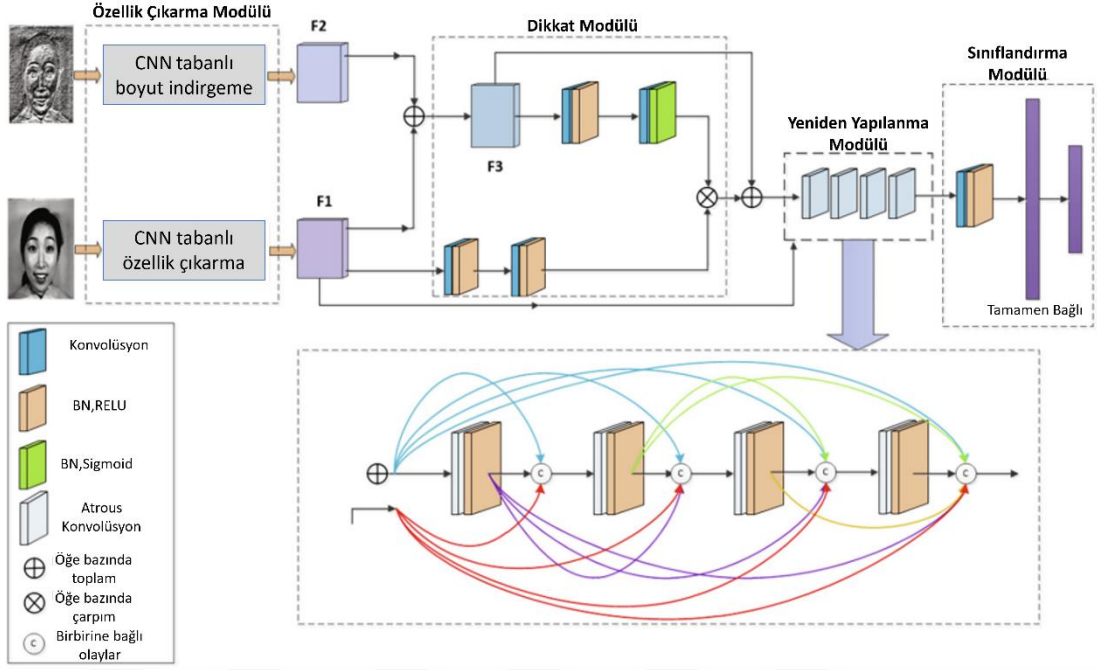 Özellik Çıkarma Modülü
CNN tabanlı
boyut indirgeme
F2
Dikkat Modülü
F3
Sınıflandırma
Modülü
Yeniden Yapılanma
Modülü
CNN tabanlı
özellik çıkarma
F1
Tamamen Bağlı
Konvolüsyon
BN,RELU
BN,Sigmoid
Atrous
Konvolüsyon
Öğe bazında
toplam
Öğe bazında
çarpım
C
Birbirine bağlı
olaylar
C
C
C
C